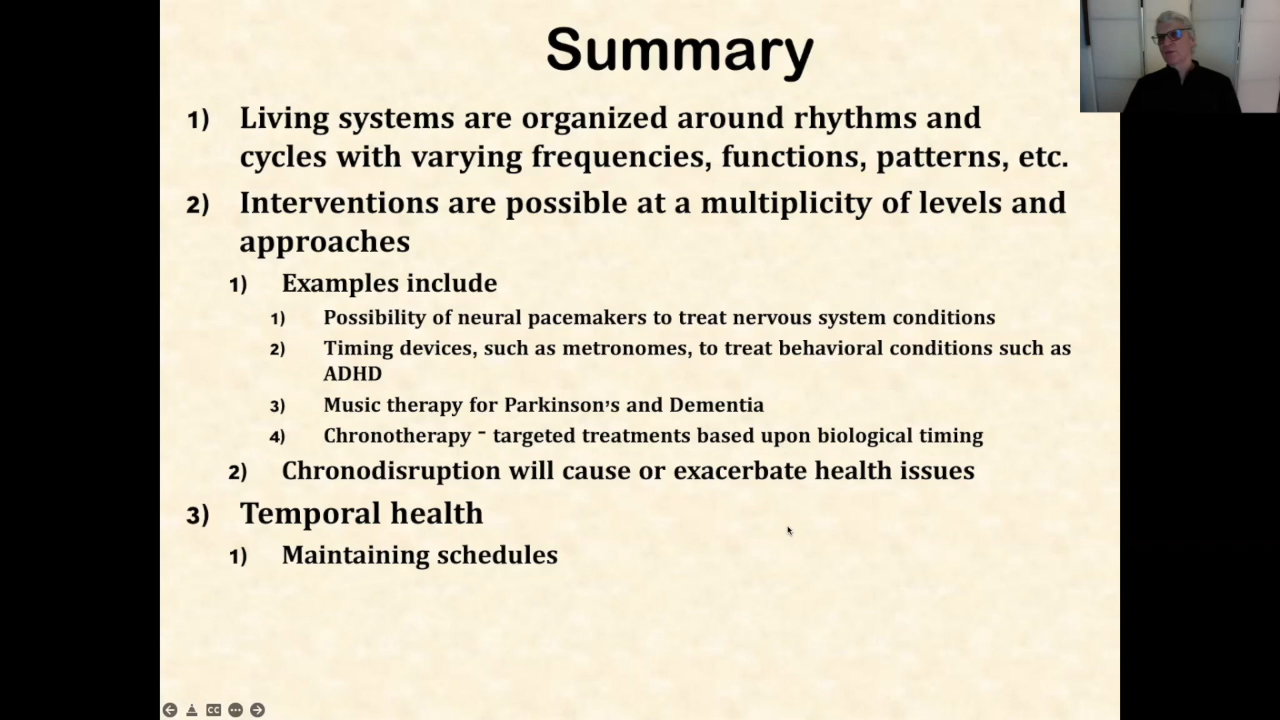 Summary
1) Living systems are organized around rhythms and
cycles with varying frequencies, functions, patterns, etc.
2) Interventions are possible at a multiplicity of levels and
approaches
1) Examples include
1) Possibility of neural pacemakers to treat nervous system conditions
2) Timing devices, such as metronomes, to treat behavioral conditions such as
ADHD
3) Music therapy for Parkinson's and Dementia
4) Chronotherapy - targeted treatments based upon biological timing
2) Chronodisruption will cause or exacerbate health issues
3) Temporal health
1) Maintaining schedules
CC